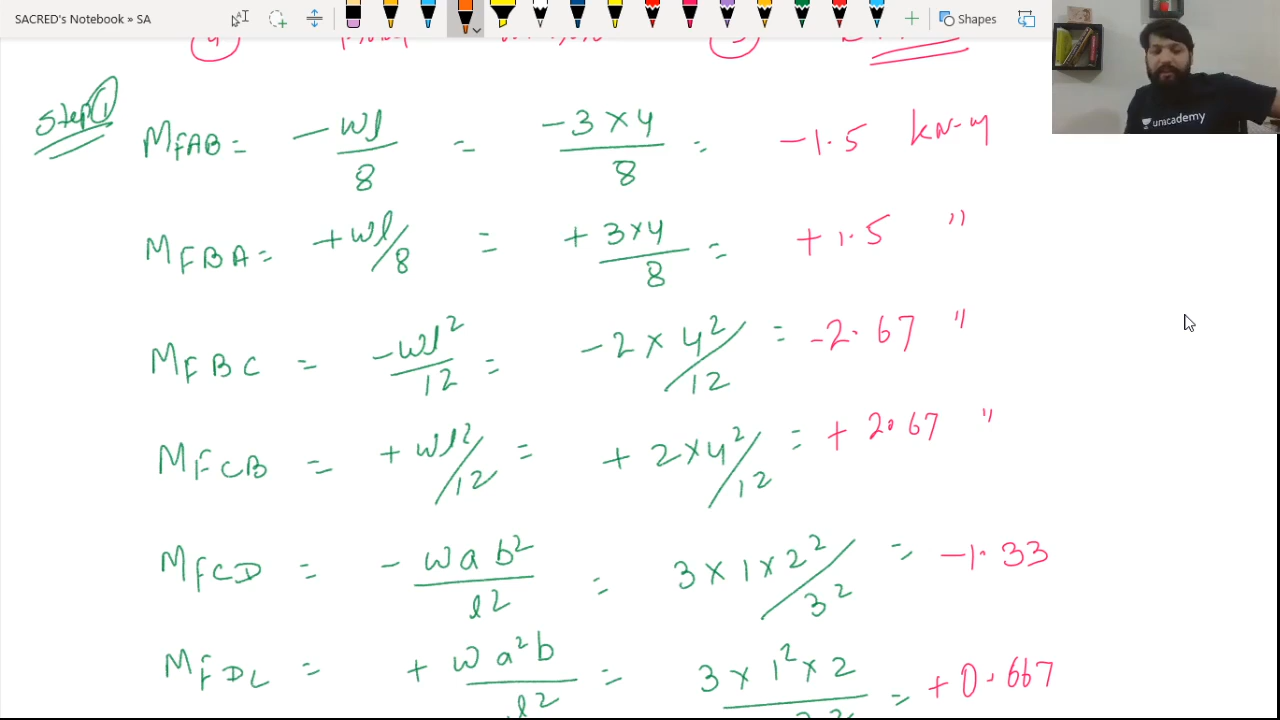 SACRED's Notebook » SA
Shapes
unacademy
Step ①
MFAB = -wl/8 = -3×4/8 = -1.5 kN-m
MFBA = +wl/8 = +3×4/8 = +1.5 "
MFBC = -wl²/12 = -2×4²/12 = -2.67 "
MFCB = +wl²/12 = +2×4²/12 = +2.67 "
MFCD = -wab²/l² = 3×1×2²/3² = -1.33
MFDC = +wa²b/l² = 3×1²×2 = +0.667